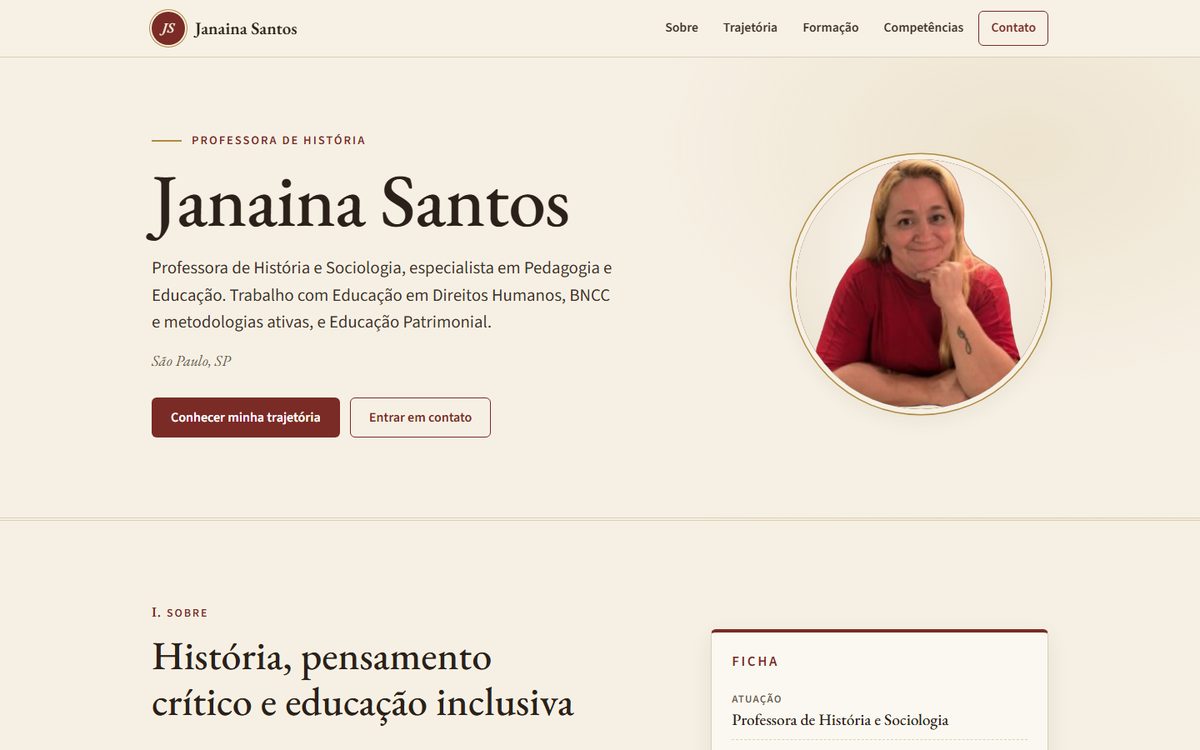 JS
Janaina Santos
Sobre
Trajetória
Formação
Competências
Contato
PROFESSORA DE HISTÓRIA
Janaina Santos
Professora de História e Sociologia, especialista em Pedagogia e
Educação. Trabalho com Educação em Direitos Humanos, BNCC
e metodologias ativas, e Educação Patrimonial.
São Paulo, SP
Conhecer minha trajetória
Entrar em contato
I. SOBRE
História, pensamento
crítico e educação inclusiva
FICHA
ATUAÇÃO
Professora de História e Sociologia